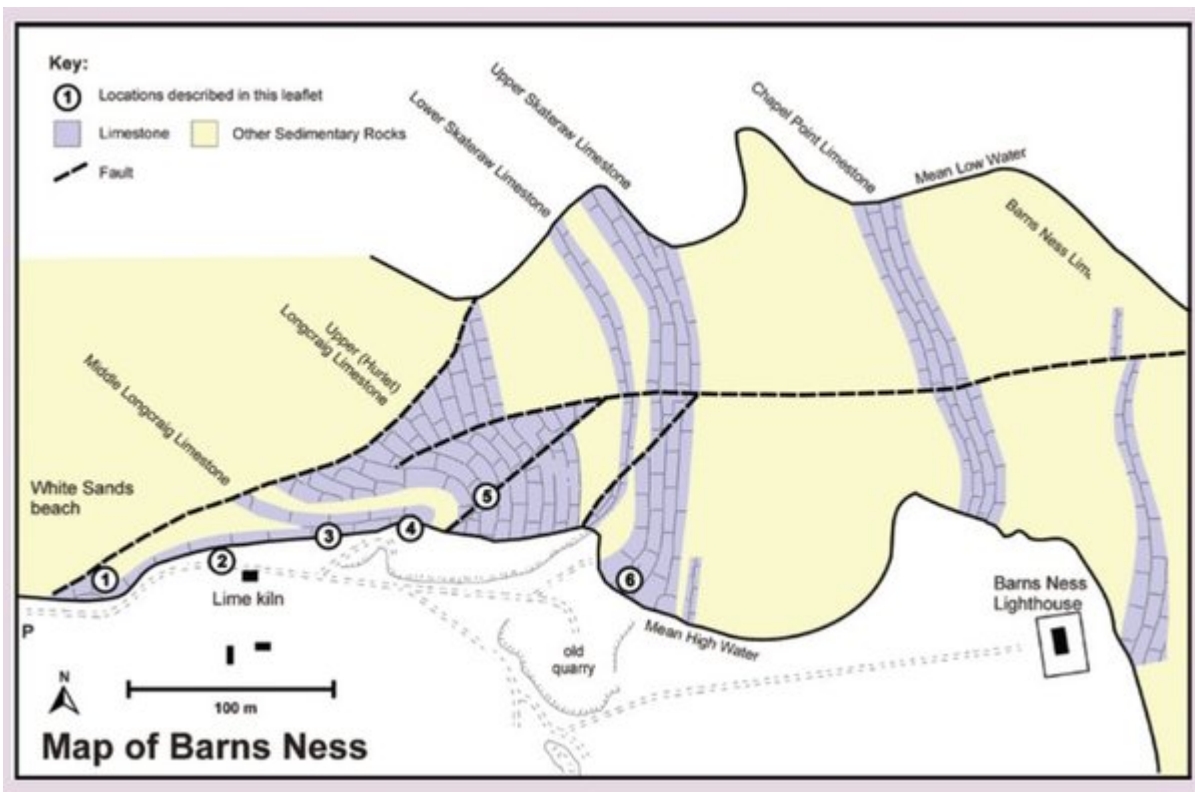 Key:
1 Locations described in this leaflet
Limestone Other Sedimentary Rocks
Fault
Lower Skateraw Limestone
Upper Skateraw Limestone
Chapel Point Limestone
Mean Low Water
Barns Ness Lim
Upper (Hurlet)
Longcraig Limestone
Middle Longcraig Limestone
White Sands
beach
1
2
3
4
5
6
Lime kiln
P
old
quarry
Mean High Water
Barns Ness
Lighthouse
N
100 m
Map of Barns Ness